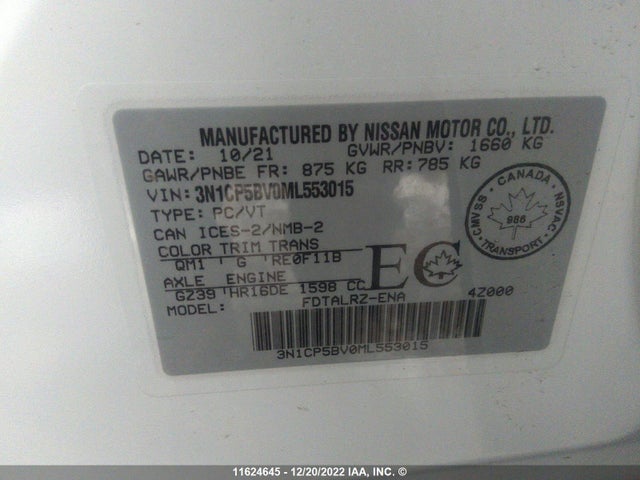 MANUFACTURED BY NISSAN MOTOR CO., LTD.
DATE: 10/21 GVWR/PNBV: 1660 KG
GAWR/PNBE FR: 875 KG RR: 785 KG
VIN: 3N1CP5BV0ML553015
TYPE: PC/VT
CAN ICES-2/NMB-2
COLOR TRIM TRANS
QM1 G RE0F11B
AXLE ENGINE
GZ39 HR16DE 1598 CC
MODEL: FDTALRZ-ENA 4Z000
EC
CANADA
CMVSS 986 NSVAC
TRANSPORT
3N1CP5BV0ML553015
11624645 - 12/20/2022 IAA, INC. ©